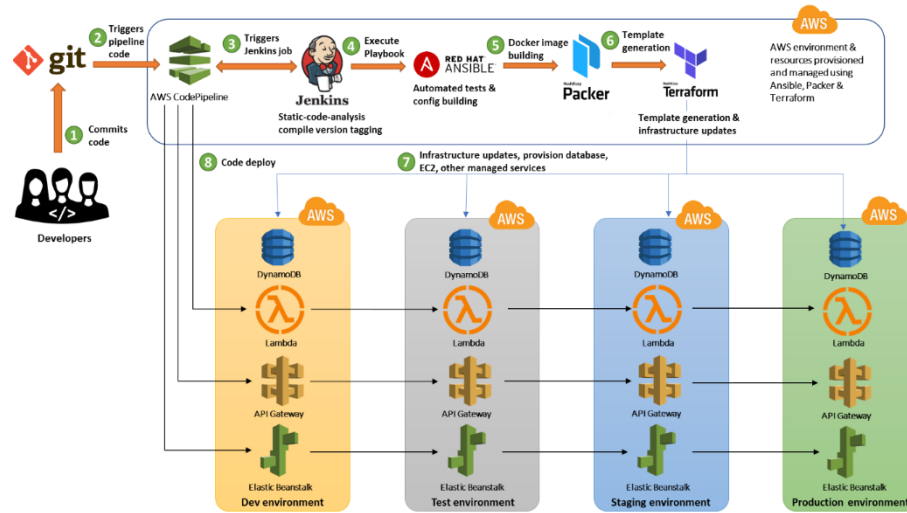 2 Triggers
pipeline
code
git
AWS CodePipeline
3 Triggers
Jenkins job
Jenkins
Static-code-analysis
compile version tagging
4 Execute
Playbook
RED HAT
ANSIBLE
Automated tests &
config building
5 Docker image
building
HashiCorp
Packer
6 Template
generation
HashiCorp
Terraform
Template generation &
infrastructure updates
AWS
AWS environment &
resources provisioned
and managed using
Ansible, Packer &
Terraform
1 Commits
code
</>
Developers
8 Code deploy
7 Infrastructure updates, provision database,
EC2, other managed services
AWS
DynamoDB
Lambda
API Gateway
Elastic Beanstalk
Dev environment
AWS
DynamoDB
Lambda
API Gateway
Elastic Beanstalk
Test environment
AWS
DynamoDB
Lambda
API Gateway
Elastic Beanstalk
Staging environment
AWS
DynamoDB
Lambda
API Gateway
Elastic Beanstalk
Production environment